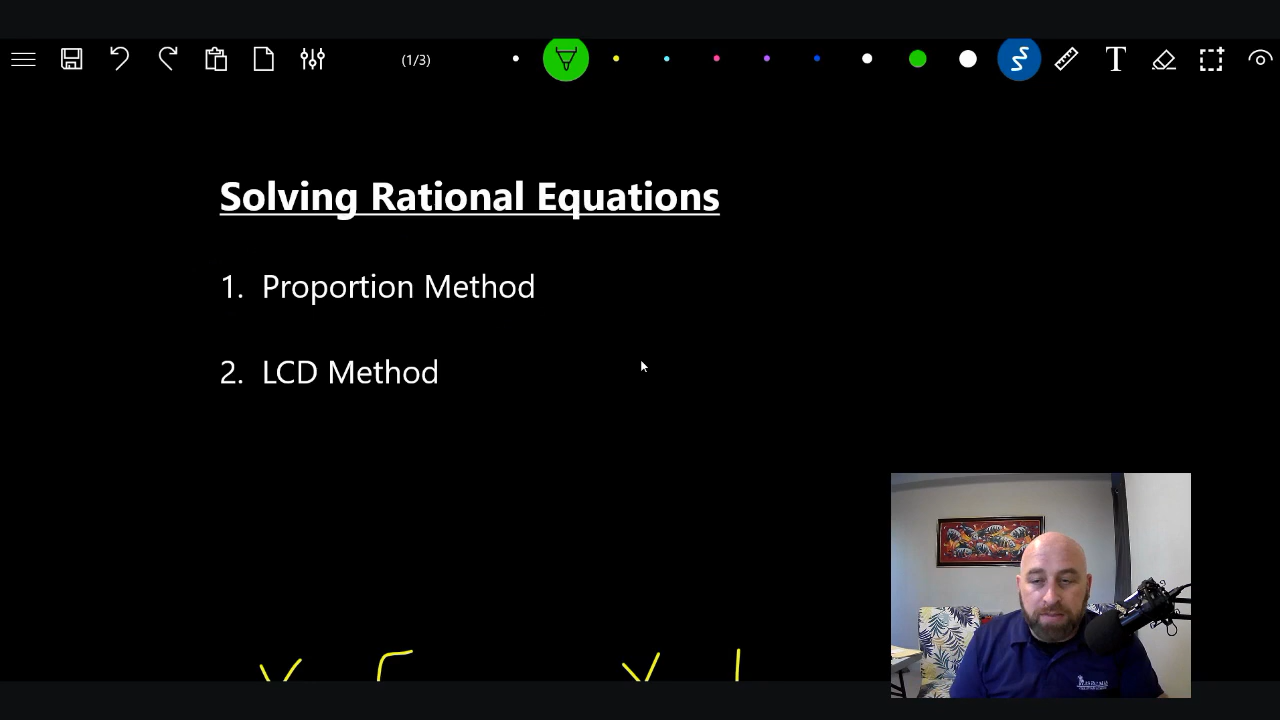 (1/3)
T
Solving Rational Equations
1. Proportion Method
2. LCD Method